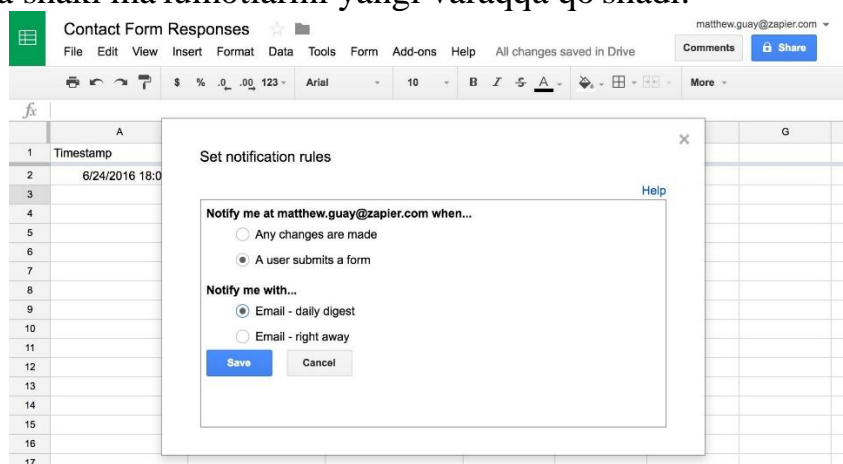 shakl ma'lumotlarini yangi varaqqa qo'shadi.
Contact Form Responses
matthew.guay@zapier.com
File Edit View Insert Format Data Tools Form Add-ons Help All changes saved in Drive
Comments Share
$ % .0 .00 123 Arial 10 B I S A More
fx
A G
1 Timestamp
2 6/24/2016 18:0
3
4
5
6
7
8
9
10
11
12
13
14
15
16
17
Set notification rules
Help
Notify me at matthew.guay@zapier.com when...
Any changes are made
A user submits a form
Notify me with...
Email - daily digest
Email - right away
Save Cancel